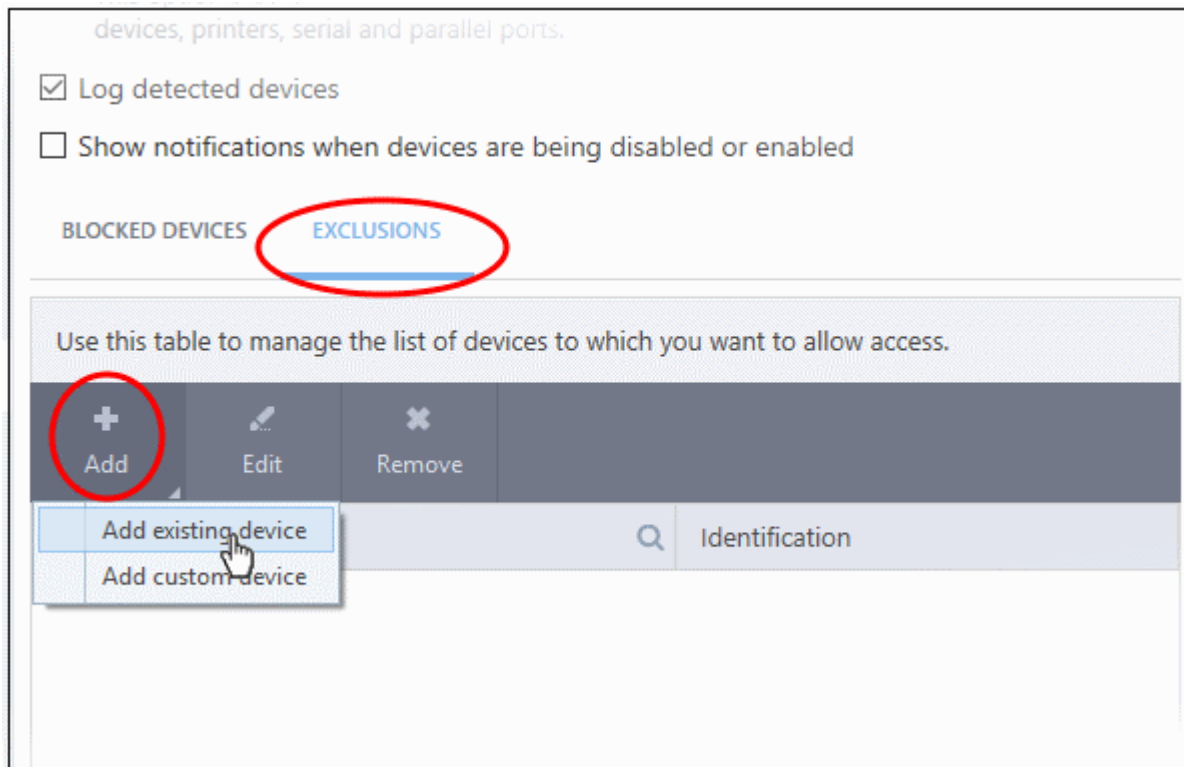 devices, printers, serial and parallel ports.
Log detected devices
Show notifications when devices are being disabled or enabled
BLOCKED DEVICES EXCLUSIONS
Use this table to manage the list of devices to which you want to allow access.
Add Edit Remove
Add existing device
Identification
Add custom device